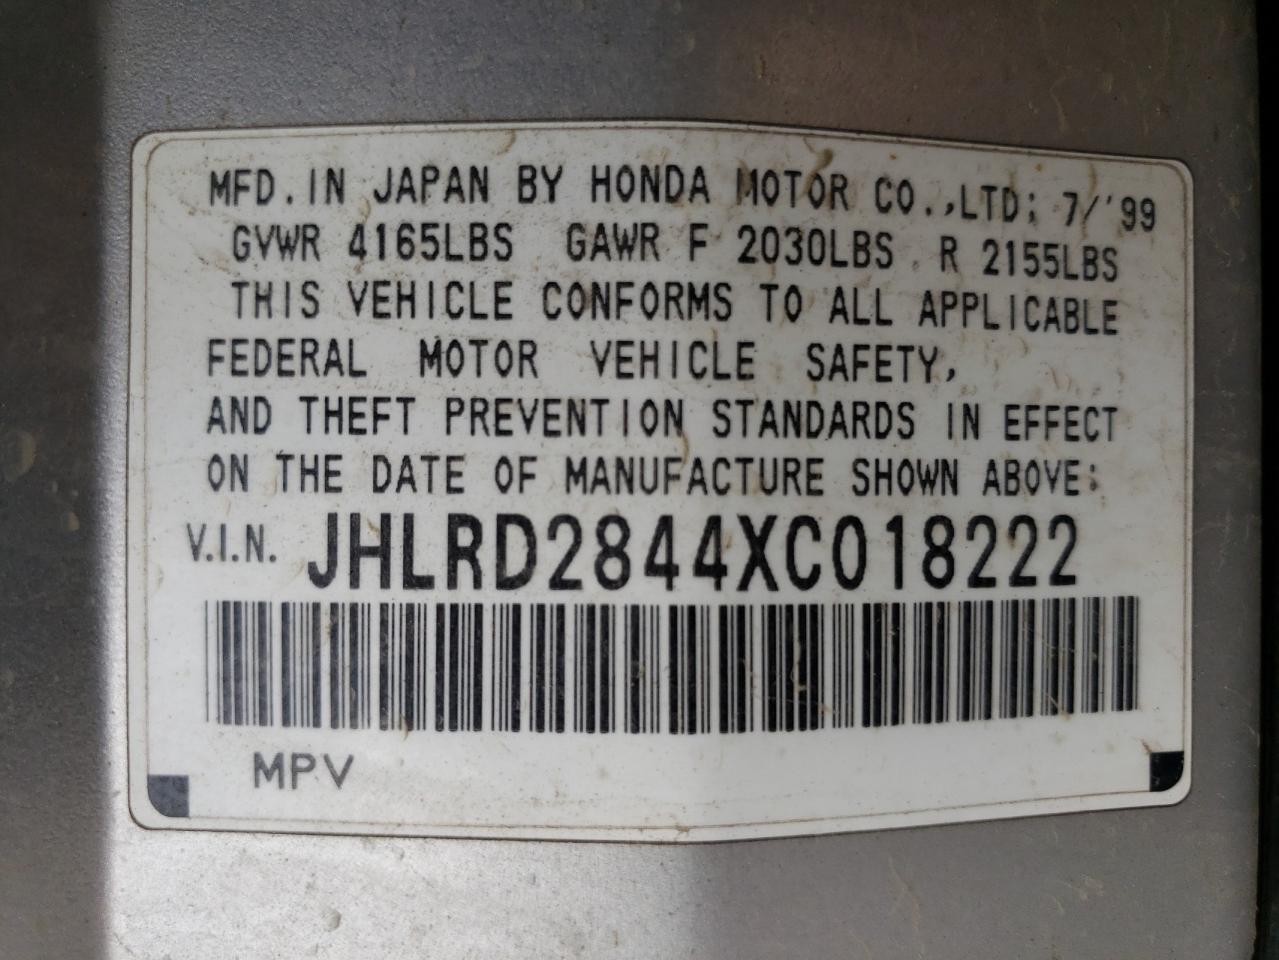 MFD. IN JAPAN BY HONDA MOTOR CO.,LTD; 7/'99
GVWR 4165LBS GAWR F 2030LBS R 2155LBS
THIS VEHICLE CONFORMS TO ALL APPLICABLE
FEDERAL MOTOR VEHICLE SAFETY,
AND THEFT PREVENTION STANDARDS IN EFFECT
ON THE DATE OF MANUFACTURE SHOWN ABOVE:
V.I.N. JHLRD2844XC018222
MPV